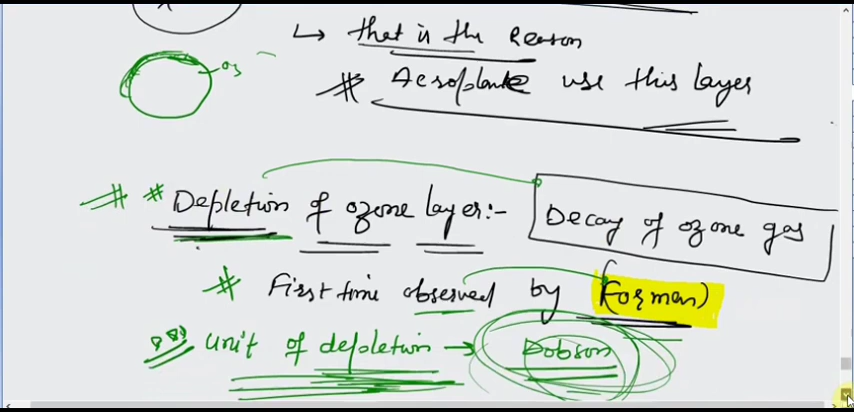 ↳ that is the Reason
O3
# Aeroplane use this layer
# # Depletion of ozone layer:- Decay of ozone gas
# First time observed by (Forman)
Unit of depletion → Dobson